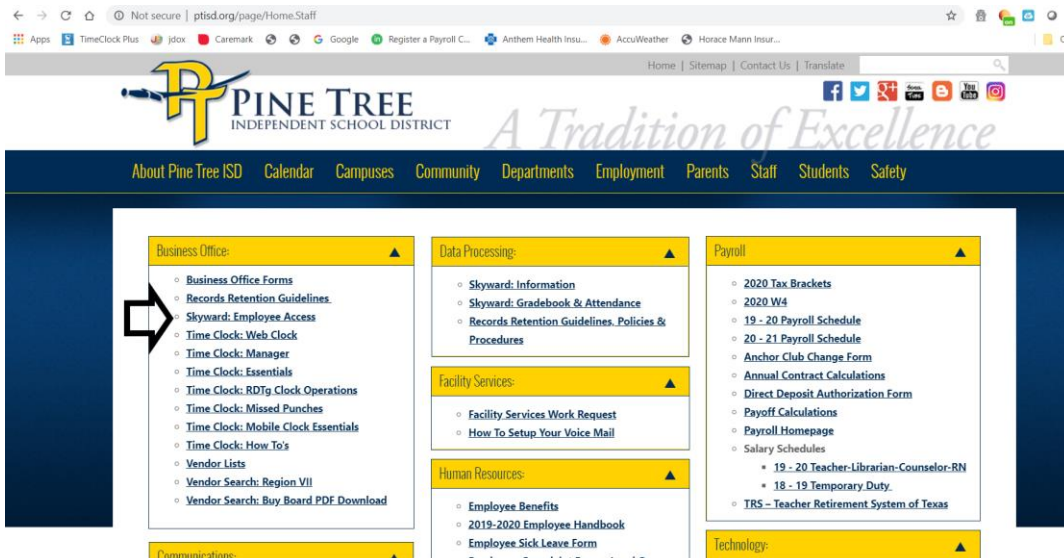 Not secure | ptisd.org/page/Home.Staff
Apps TimeClock Plus jdox Caremark Google Register a Payroll C... Anthem Health Insu... AccuWeather Horace Mann Insur...
Home | Sitemap | Contact Us | Translate
PT PINE TREE
INDEPENDENT SCHOOL DISTRICT
A Tradition of Excellence
About Pine Tree ISD Calendar Campuses Community Departments Employment Parents Staff Students Safety
Business Office:
Business Office Forms
Records Retention Guidelines
Skyward: Employee Access
Time Clock: Web Clock
Time Clock: Manager
Time Clock: Essentials
Time Clock: RDTg Clock Operations
Time Clock: Missed Punches
Time Clock: Mobile Clock Essentials
Time Clock: How To's
Vendor Lists
Vendor Search: Region VII
Vendor Search: Buy Board PDF Download
Communications:
Data Processing:
Skyward: Information
Skyward: Gradebook & Attendance
Records Retention Guidelines, Policies &
Procedures
Facility Services:
Facility Services Work Request
How To Setup Your Voice Mail
Human Resources:
Employee Benefits
2019-2020 Employee Handbook
Employee Sick Leave Form
Payroll
2020 Tax Brackets
2020 W4
19 - 20 Payroll Schedule
20 - 21 Payroll Schedule
Anchor Club Change Form
Annual Contract Calculations
Direct Deposit Authorization Form
Payoff Calculations
Payroll Homepage
Salary Schedules
19 - 20 Teacher-Librarian-Counselor-RN
18 - 19 Temporary Duty
TRS – Teacher Retirement System of Texas
Technology: